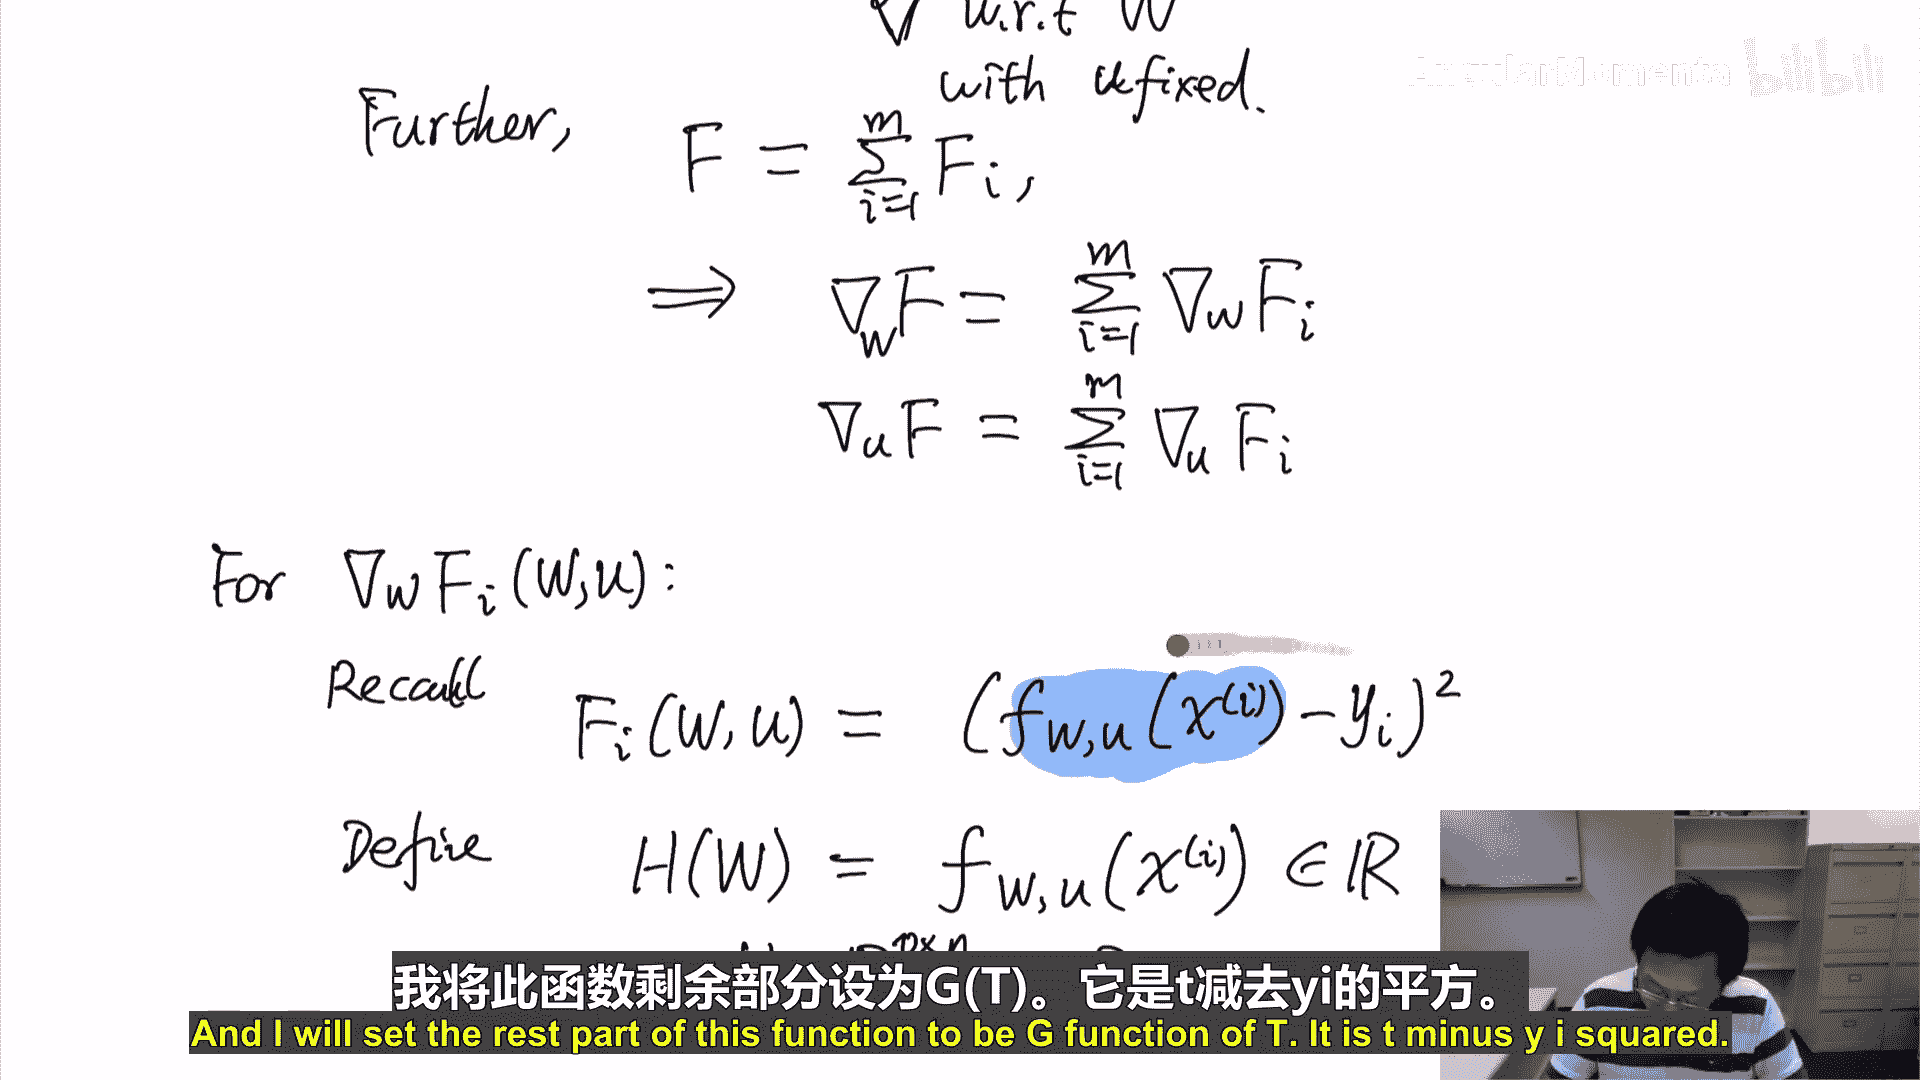 ∇ w.r.t W
with u fixed.
AngularMomenta bilibili
Further,
F = ∑_{i=1}^{m} F_i,
⟹ ∇_W F = ∑_{i=1}^{m} ∇_W F_i
∇_u F = ∑_{i=1}^{m} ∇_u F_i
For ∇_W F_i (W,u):
Recall F_i (W,u) = (f_{W,u}(x^{(i)}) - y_i)^2
Define H(W) = f_{W,u}(x^{(i)}) ∈ ℝ
我将此函数剩余部分设为G(T)。它是t减去yi的平方。
And I will set the rest part of this function to be G function of T. It is t minus y i squared.